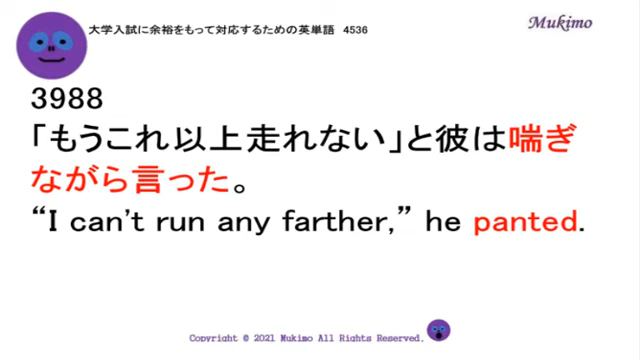 大学入試に余裕をもって対応するための英単語 4536
Mukimo
3988
「もうこれ以上走れない」と彼は喘ぎ
ながら言った。
“I can't run any farther,” he panted.
Copyright © 2021 Mukimo All Rights Reserved.